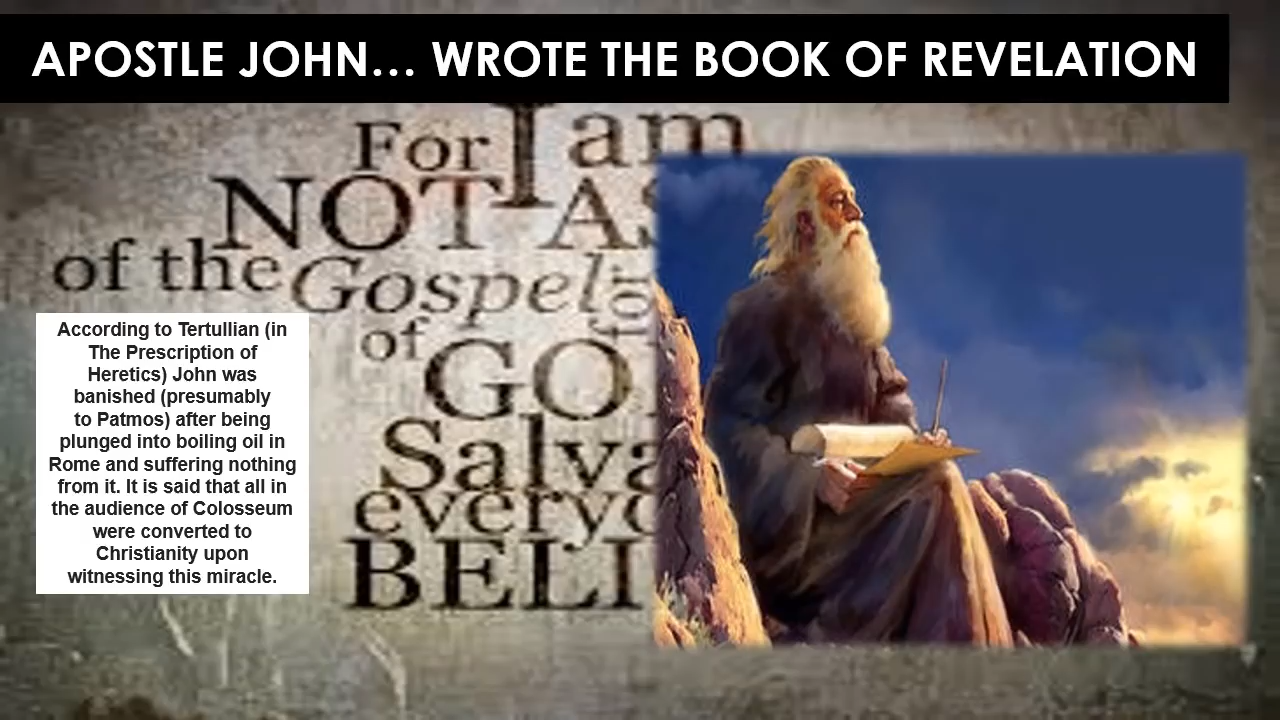 APOSTLE JOHN... WROTE THE BOOK OF REVELATION
For I am
NOT
of the Gospel for
of
Salva
BELI
According to Tertullian (in
The Prescription of
Heretics) John was
banished (presumably
to Patmos) after being
plunged into boiling oil in
Rome and suffering nothing
from it. It is said that all in
the audience of Colosseum
were converted to
Christianity upon
witnessing this miracle.